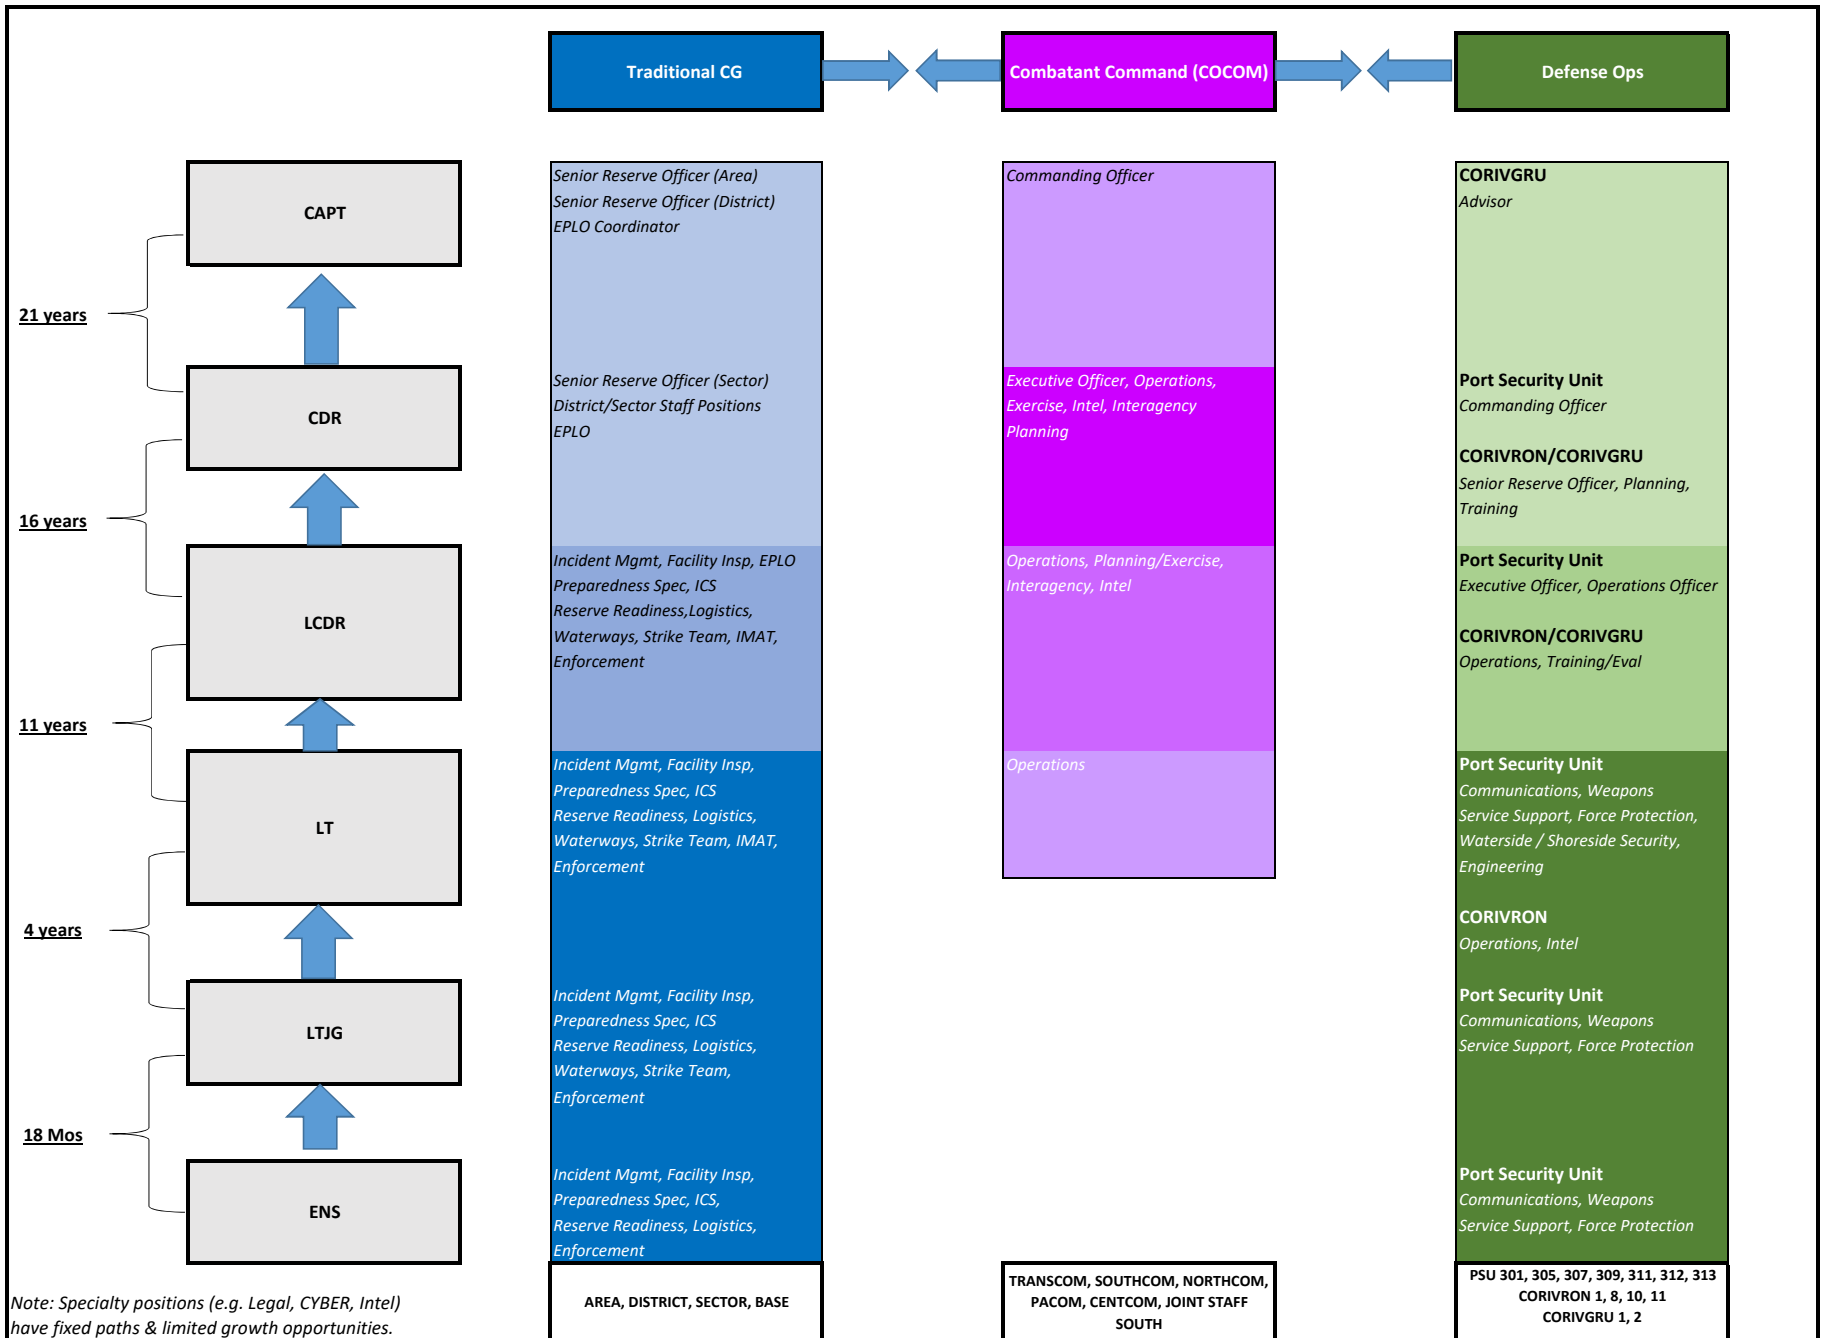 Traditional CG
Combatant Command (COCOM)
Defense Ops
CAPT
Senior Reserve Officer (Area)
Senior Reserve Officer (District)
EPLO Coordinator
Commanding Officer
CORIVGRU
Advisor
21 years
CDR
Senior Reserve Officer (Sector)
District/Sector Staff Positions
EPLO
Executive Officer, Operations,
Exercise, Intel, Interagency
Planning
Port Security Unit
Commanding Officer
CORIVRON/CORIVGRU
Senior Reserve Officer, Planning,
Training
16 years
LCDR
Incident Mgmt, Facility Insp, EPLO
Preparedness Spec, ICS
Reserve Readiness,Logistics,
Waterways, Strike Team, IMAT,
Enforcement
Operations, Planning/Exercise,
Interagency, Intel
Port Security Unit
Executive Officer, Operations Officer
CORIVRON/CORIVGRU
Operations, Training/Eval
11 years
LT
Incident Mgmt, Facility Insp,
Preparedness Spec, ICS
Reserve Readiness, Logistics,
Waterways, Strike Team, IMAT,
Enforcement
Operations
Port Security Unit
Communications, Weapons
Service Support, Force Protection,
Waterside / Shoreside Security,
Engineering
CORIVRON
Operations, Intel
4 years
LTJG
Incident Mgmt, Facility Insp,
Preparedness Spec, ICS
Reserve Readiness, Logistics,
Waterways, Strike Team,
Enforcement
Port Security Unit
Communications, Weapons
Service Support, Force Protection
18 Mos
ENS
Incident Mgmt, Facility Insp,
Preparedness Spec, ICS,
Reserve Readiness, Logistics,
Enforcement
Port Security Unit
Communications, Weapons
Service Support, Force Protection
Note: Specialty positions (e.g. Legal, CYBER, Intel)
have fixed paths & limited growth opportunities.
AREA, DISTRICT, SECTOR, BASE
TRANSCOM, SOUTHCOM, NORTHCOM,
PACOM, CENTCOM, JOINT STAFF
SOUTH
PSU 301, 305, 307, 309, 311, 312, 313
CORIVRON 1, 8, 10, 11
CORIVGRU 1, 2